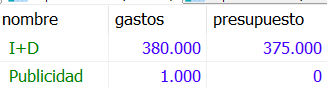 nombre gastos presupuesto
I+D 380.000 375.000
Publicidad 1.000 0